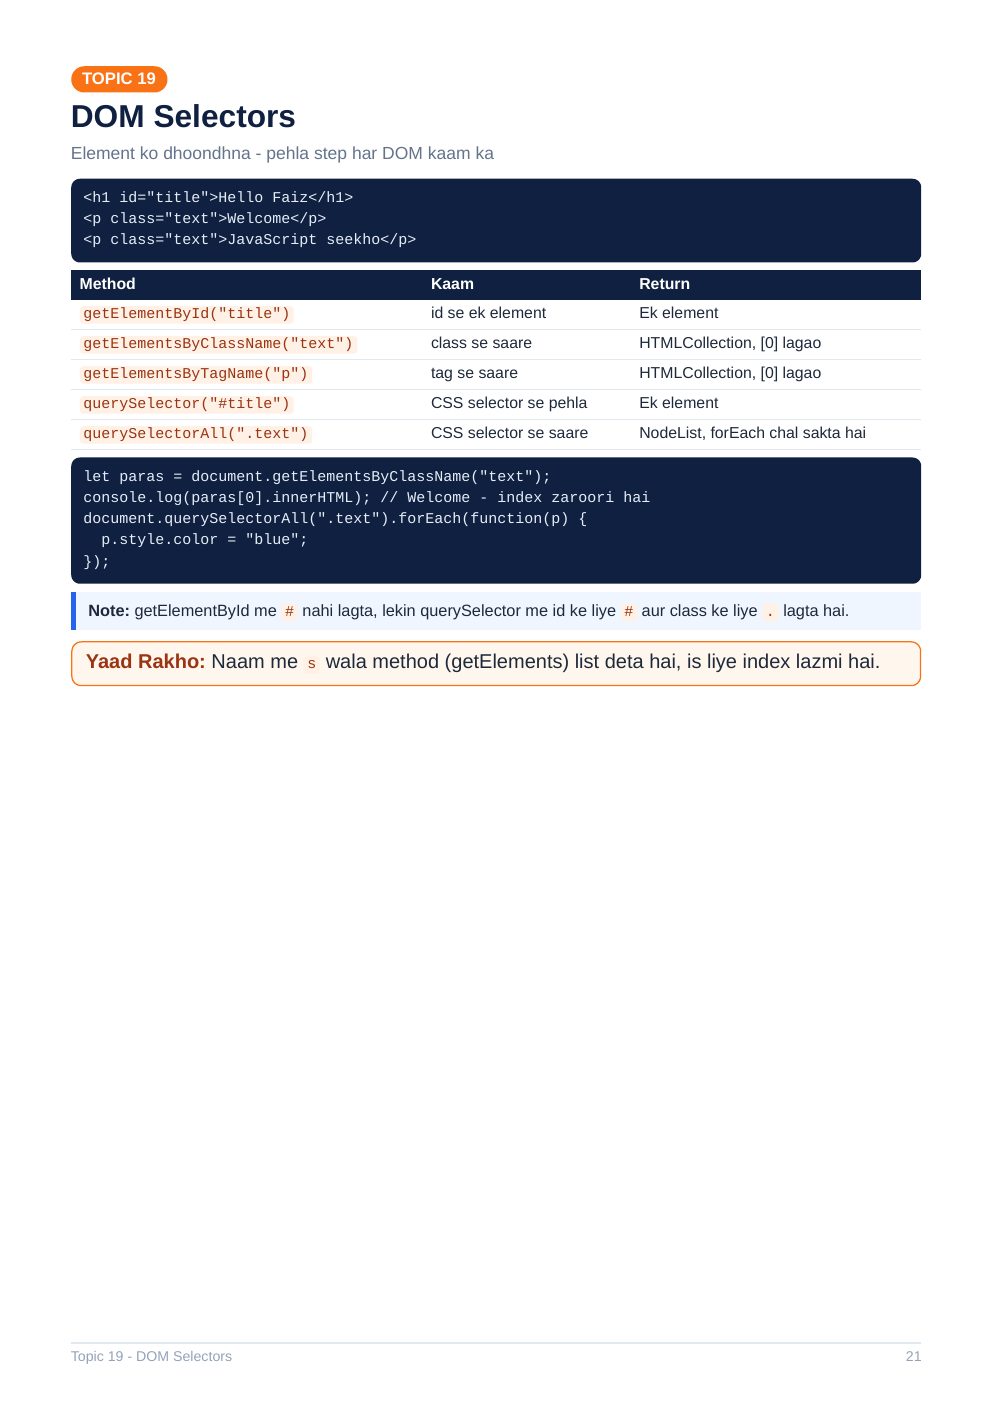 TOPIC 19
DOM Selectors
Element ko dhoondhna - pehla step har DOM kaam ka
<h1 id="title">Hello Faiz</h1>
<p class="text">Welcome</p>
<p class="text">JavaScript seekho</p>
Method Kaam Return
getElementById("title") id se ek element Ek element
getElementsByClassName("text") class se saare HTMLCollection, [0] lagao
getElementsByTagName("p") tag se saare HTMLCollection, [0] lagao
querySelector("#title") CSS selector se pehla Ek element
querySelectorAll(".text") CSS selector se saare NodeList, forEach chal sakta hai
let paras = document.getElementsByClassName("text");
console.log(paras[0].innerHTML); // Welcome - index zaroori hai
document.querySelectorAll(".text").forEach(function(p) {
  p.style.color = "blue";
});
Note: getElementById me # nahi lagta, lekin querySelector me id ke liye # aur class ke liye . lagta hai.
Yaad Rakho: Naam me s wala method (getElements) list deta hai, is liye index lazmi hai.
Topic 19 - DOM Selectors 21